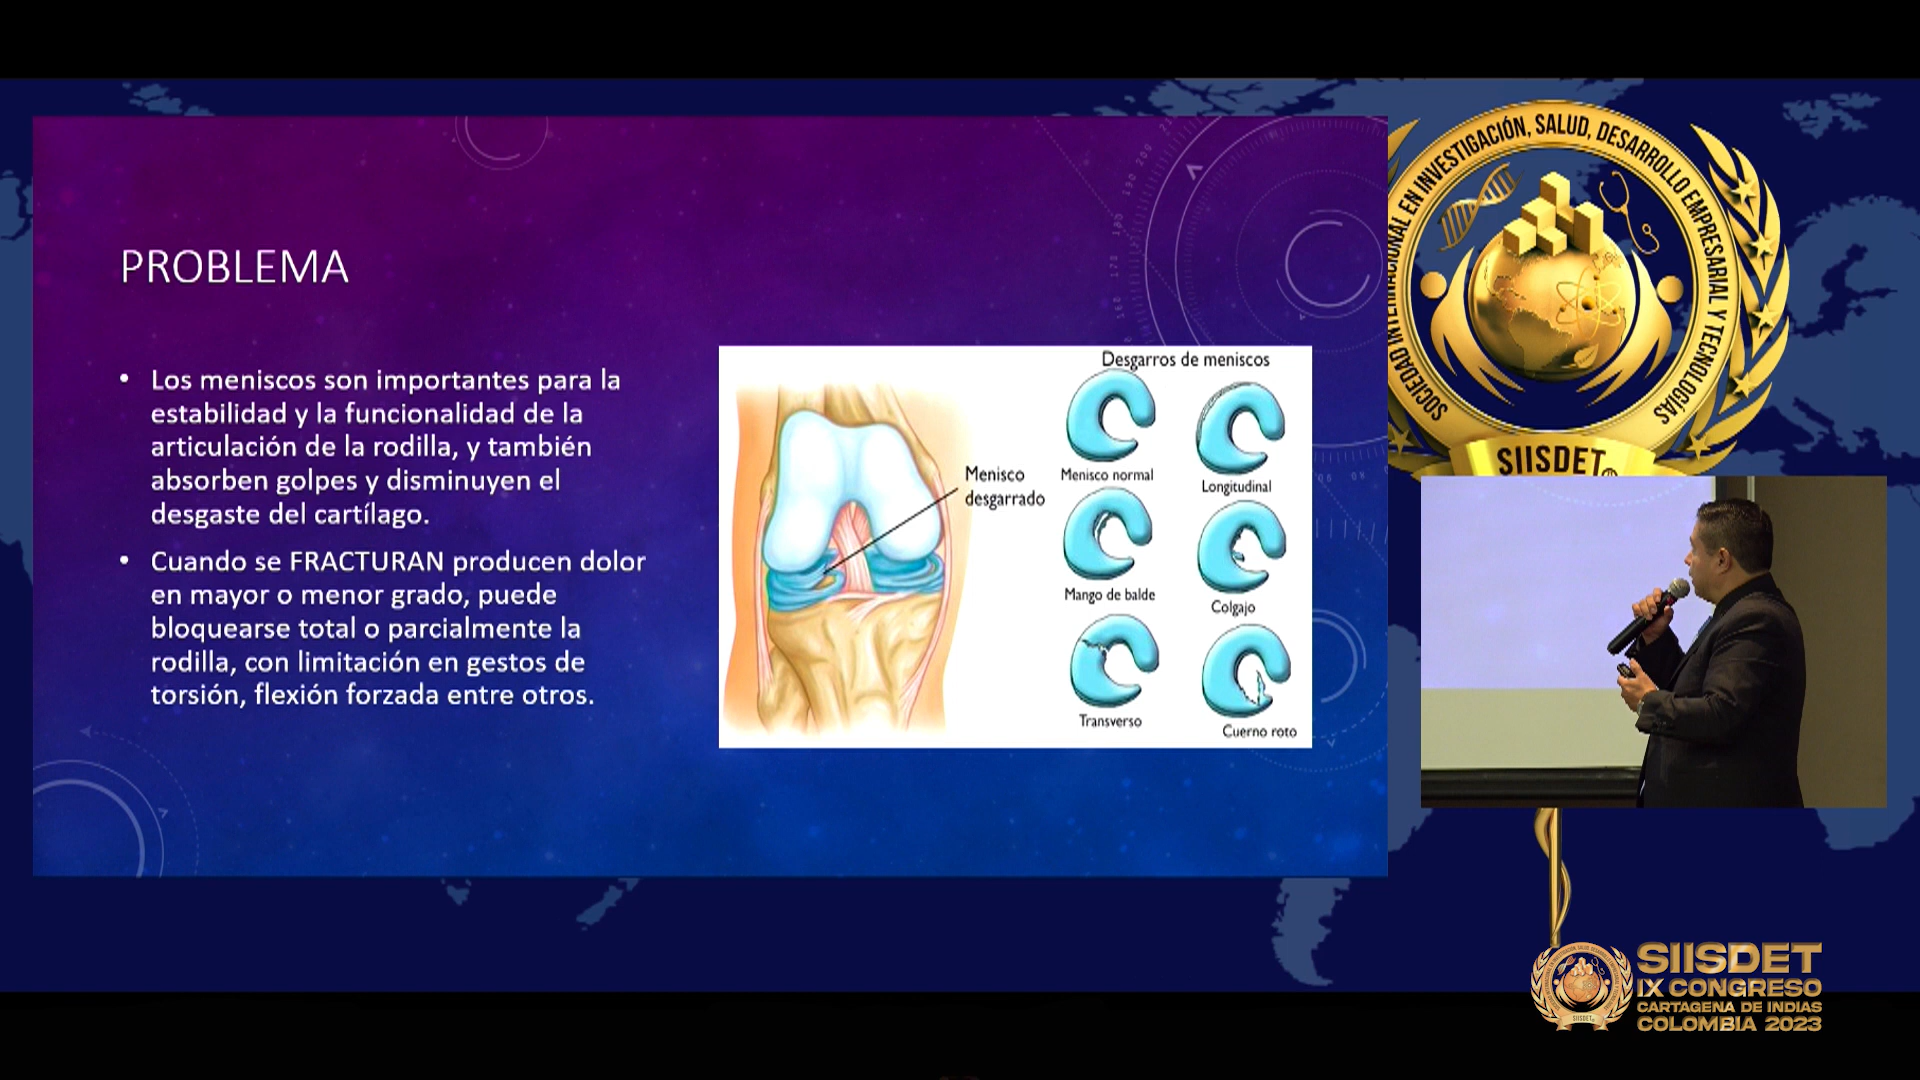 PROBLEMA
• Los meniscos son importantes para la
estabilidad y la funcionalidad de la
articulación de la rodilla, y también
absorben golpes y disminuyen el
desgaste del cartílago.
• Cuando se FRACTURAN producen dolor
en mayor o menor grado, puede
bloquearse total o parcialmente la
rodilla, con limitación en gestos de
torsión, flexión forzada entre otros.
Desgarros de meniscos
Menisco
desgarrado
Menisco normal
Longitudinal
Mango de balde
Colgajo
Transverso
Cuerno roto
SOCIEDAD INTERNACIONAL EN INVESTIGACIÓN, SALUD, DESARROLLO EMPRESARIAL Y TECNOLOGÍAS
SIISDET®
SIISDET
IX CONGRESO
CARTAGENA DE INDIAS
COLOMBIA 2023